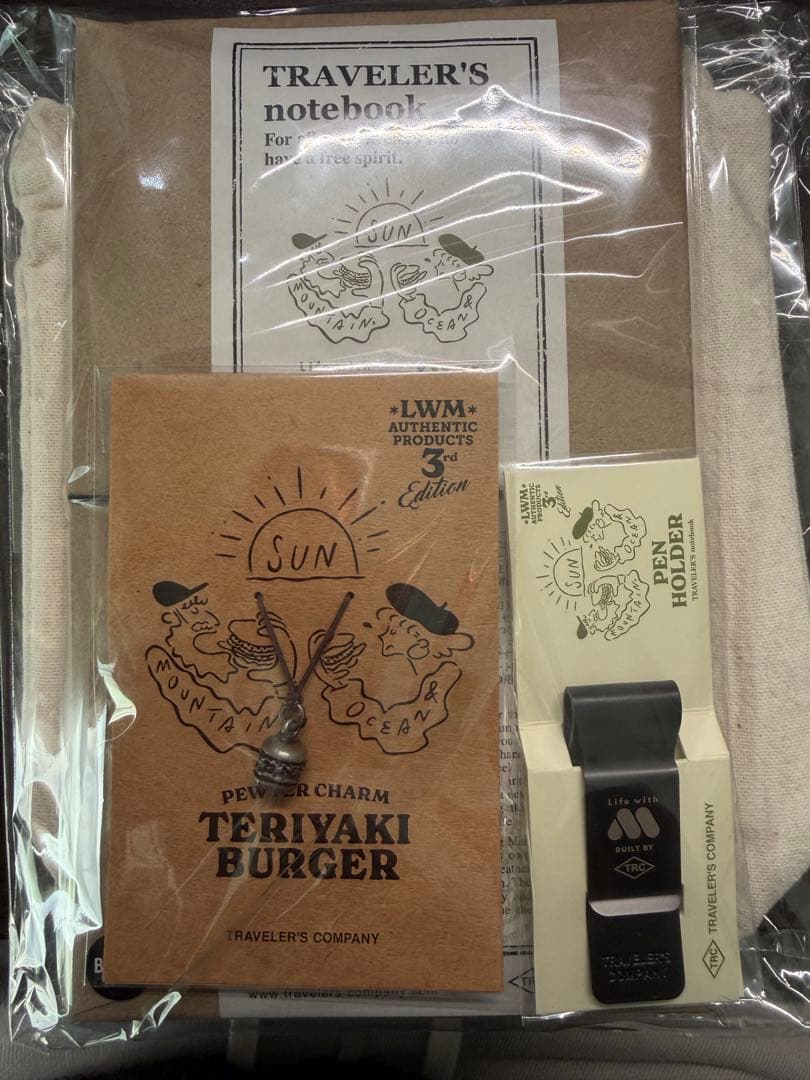 TRAVELER'S
notebook
For all
have a free spirit.
SUN
MOUNTAIN
OCEAN &
*LWM*
AUTHENTIC
PRODUCTS
3rd
Edition
SUN
MOUNTAIN
OCEAN &
PEWTER CHARM
TERIYAKI
BURGER
TRAVELER'S COMPANY
*LWM*
AUTHENTIC
PRODUCTS
3rd
Edition
SUN
MOUNTAIN
OCEAN &
PEN
HOLDER
TRAVELER'S notebook
Life with
BUILT BY
TRC
TRAVELER'S
COMPANY
TRC TRAVELER'S COMPANY
B
www.travelers-company.com